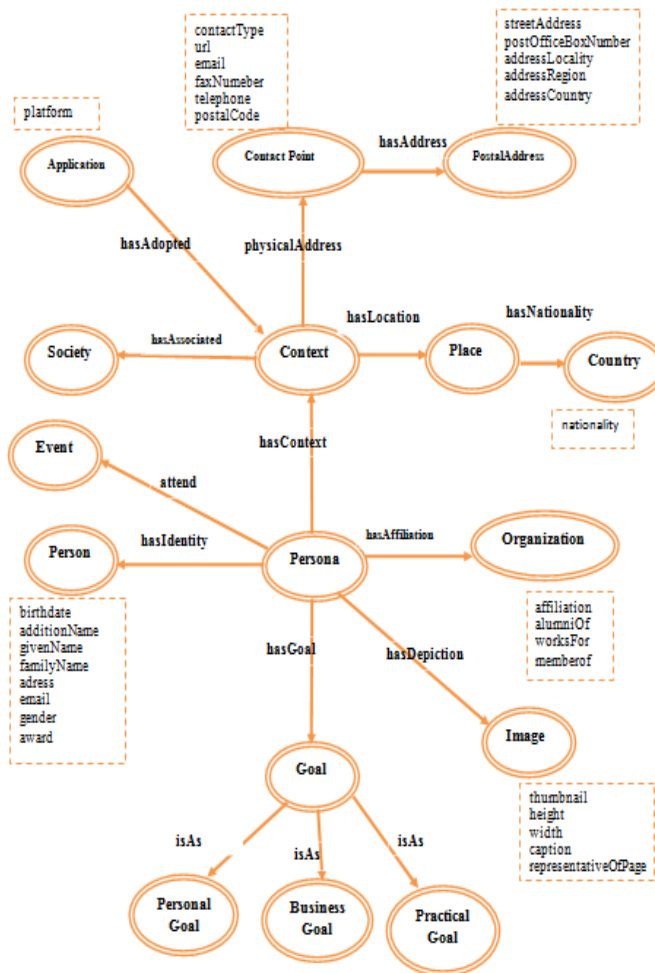 contactType
url
email
faxNumeber
telephone
postalCode
streetAddress
postOfficeBoxNumber
addressLocality
addressRegion
addressCountry
platform
Application
Contact Point
hasAddress
PostalAddress
hasAdopted
physicalAddress
hasLocation
hasNationality
Society
hasAssociated
Context
Place
Country
nationality
hasContext
Event
attend
Person
hasIdentity
Persona
hasAffiliation
Organization
birthdate
additionName
givenName
familyName
adress
email
gender
award
affiliation
alumniOf
worksFor
memberof
hasGoal
hasDepiction
Image
Goal
thumbnail
height
width
caption
representativeOfPage
isAs
isAs
isAs
Personal
Goal
Business
Goal
Practical
Goal